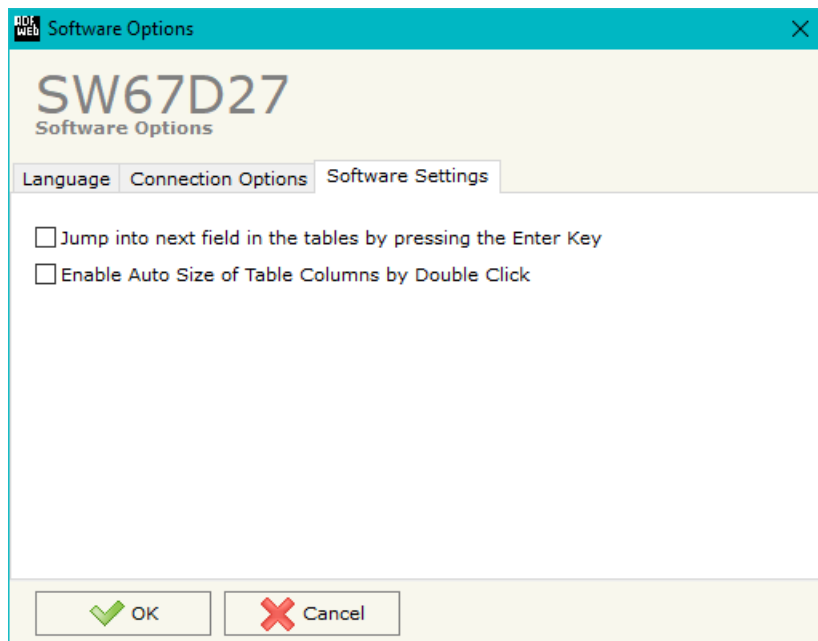 ADF
WEB
Software Options
SW67D27
Software Options
Language Connection Options Software Settings
Jump into next field in the tables by pressing the Enter Key
Enable Auto Size of Table Columns by Double Click
OK Cancel